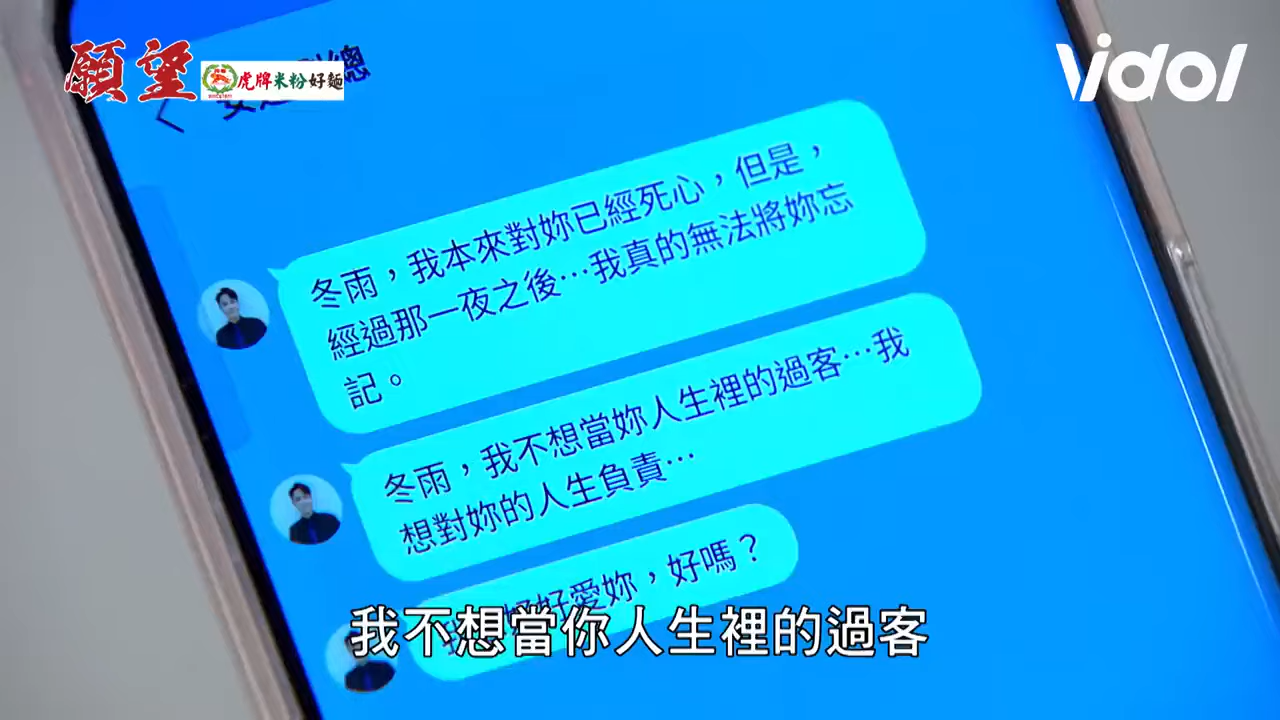 願望
虎牌米粉好麵
vidol
總
冬雨，我本來對妳已經死心，但是，
經過那一夜之後…我真的無法將妳忘
記。
冬雨，我不想當妳人生裡的過客…我
想對妳的人生負責…
好愛妳，好嗎？
我不想當你人生裡的過客